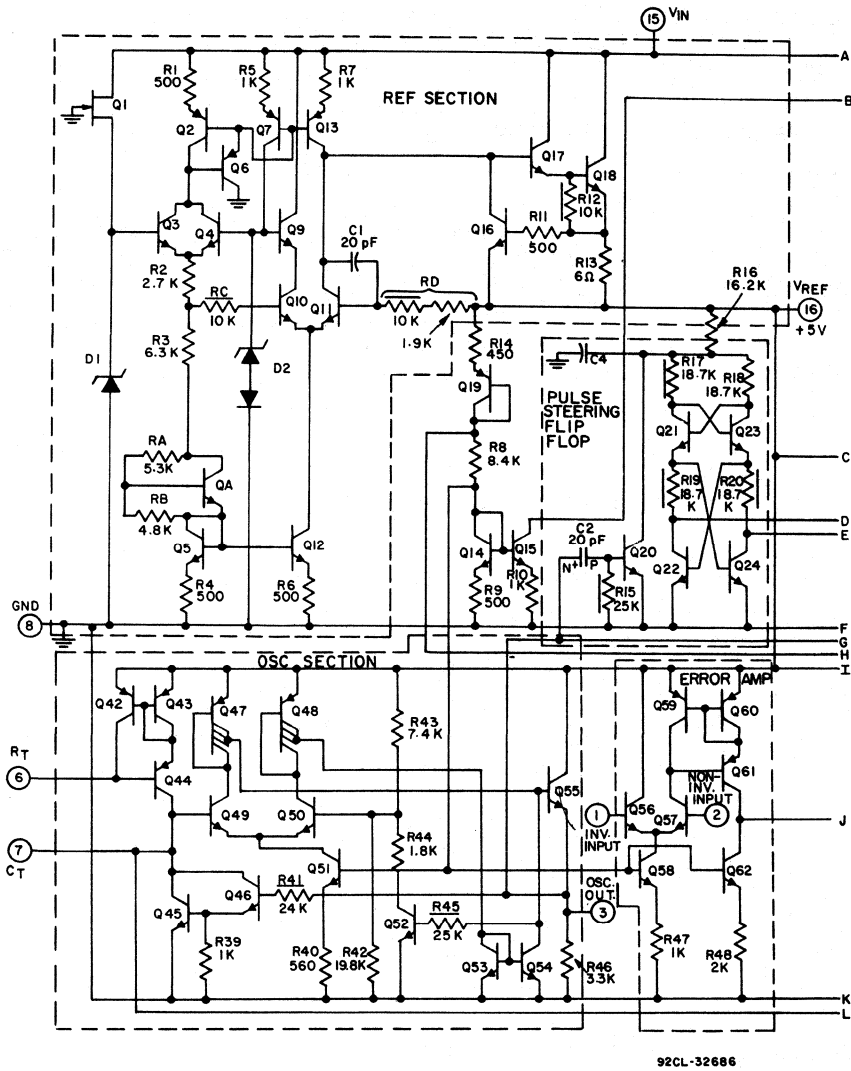 15 VIN
A
B
REF SECTION
R1 500
R5 1K
R7 1K
Q1
Q2
Q7
Q13
Q6
Q17
Q18
R12 10K
Q3
Q4
Q9
C1 20 pF
Q16
R11 500
R13 6Ω
R2 2.7 K
RC 10 K
Q10
Q11
RD
10K
1.9K
R16 16.2K
VREF
16
+5V
R3 6.3 K
D1
D2
R14 450
C4
R17 18.7K
R18 18.7K
Q19
PULSE STEERING FLIP FLOP
Q21
Q23
RA 5.3K
QA
R8 8.4K
C
RB 4.8K
R19 18.7 K
R20 18.7 K
D
E
Q5
Q12
Q14
Q15
C2 20 pF
N+ P
Q20
Q22
Q24
R4 500
R6 500
R9 500
R10 1K
R15 25K
GND
8
F
G
H
I
OSC SECTION
ERROR AMP
Q42
Q43
Q47
Q48
R43 7.4K
Q59
Q60
RT
6
Q44
Q55
Q61
NON-INV. INPUT
2
Q49
Q50
Q56
Q57
1
INV. INPUT
J
7
CT
R44 1.8K
Q51
Q58
Q62
Q46
R41 24K
OSC. OUT.
3
Q45
Q52
R45 25K
R39 1K
R40 560
R42 19.8K
Q53
Q54
R46 3.3K
R47 1K
R48 2K
K
L
92CL-32686